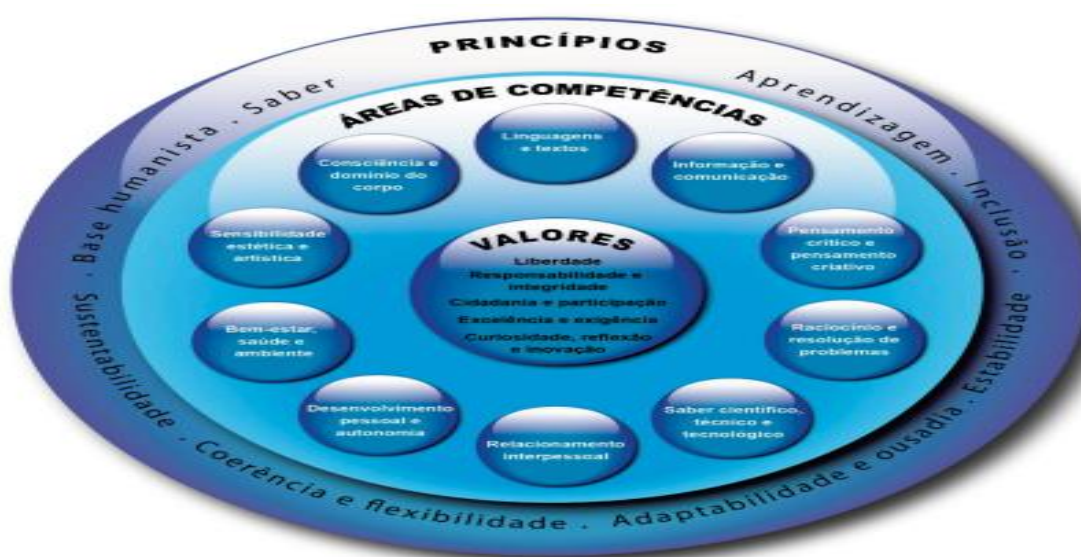 PRINCÍPIOS
Base humanista . Saber
Aprendizagem . Inclusão .
Estabilidade
Adaptabilidade e ousadia .
Coerência e flexibilidade .
Sustentabilidade .
ÁREAS DE COMPETÊNCIAS
Linguagens
e textos
Informação e
comunicação
Pensamento
crítico e
pensamento
criativo
Raciocínio e
resolução de
problemas
Saber científico,
técnico e
tecnológico
Relacionamento
interpessoal
Desenvolvimento
pessoal e
autonomia
Bem-estar,
saúde e
ambiente
Sensibilidade
estética e
artística
Consciência e
domínio do
corpo
VALORES
Liberdade
Responsabilidade e
integridade
Cidadania e participação
Excelência e exigência
Curiosidade, reflexão
e inovação